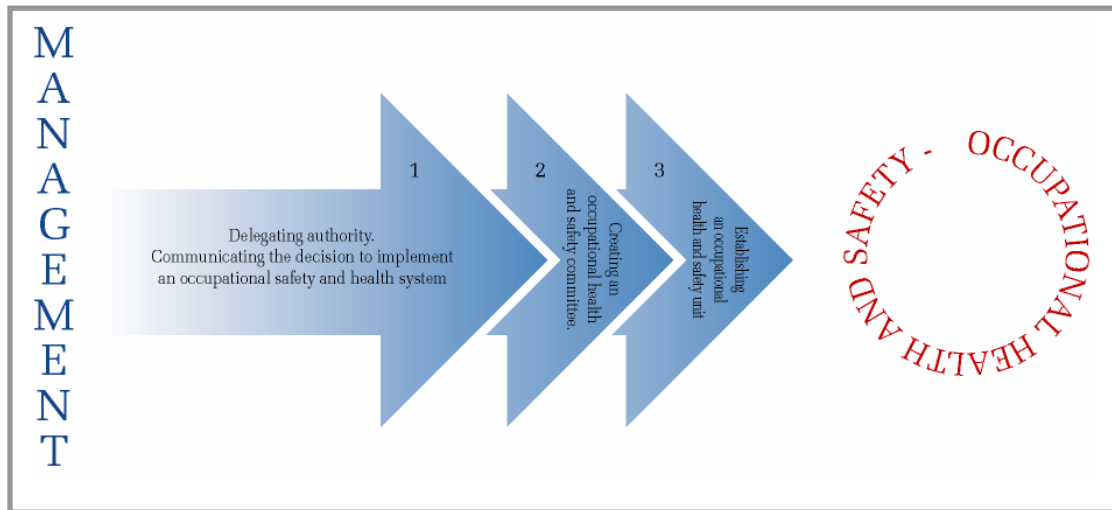 MANAGEMENT
1
Delegating authority.
Communicating the decision to implement
an occupational safety and health system
2
Creating an
occupational health
and safety committee.
3
Establishing
an occupational
health and safety unit
OCCUPATIONAL HEALTH AND SAFETY -